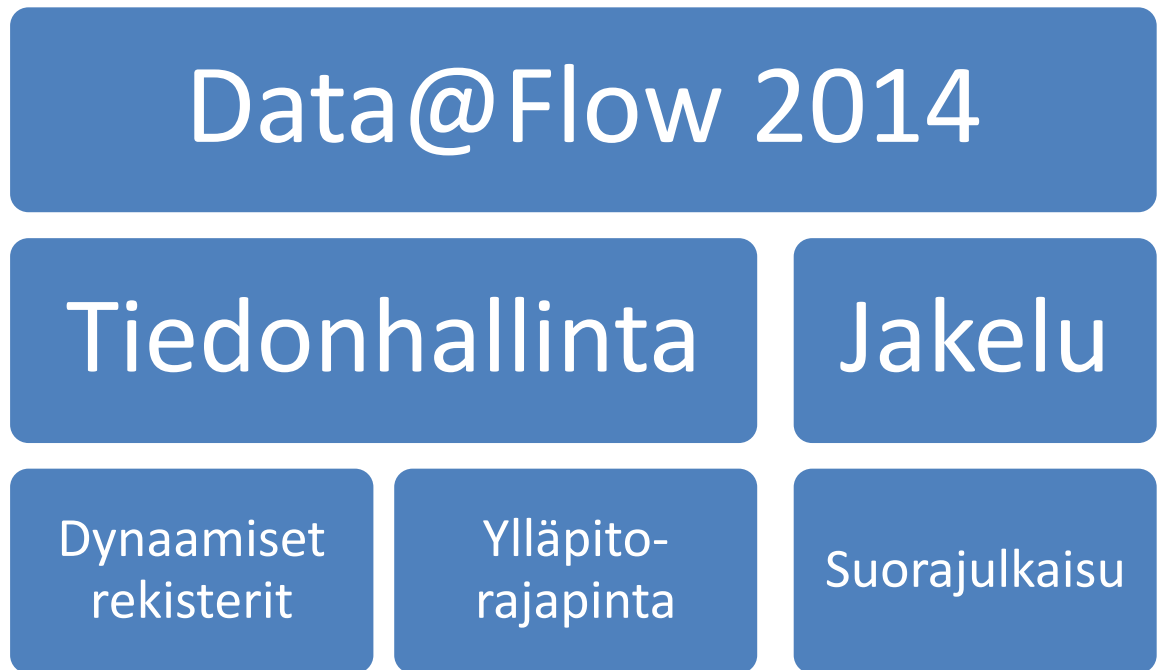 Data@Flow 2014
Tiedonhallinta
Jakelu
Dynaamiset
rekisterit
Ylläpito-
rajapinta
Suorajulkaisu